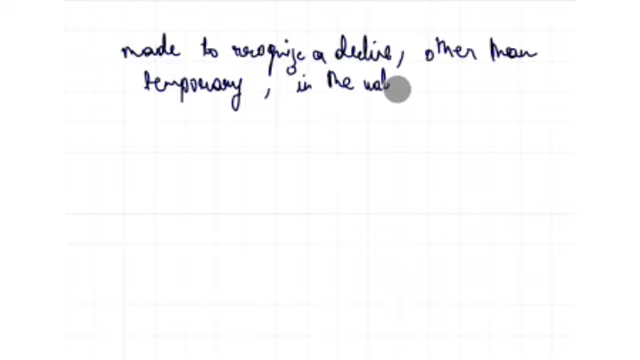 made to recognize a decline, other than
temporary, in the